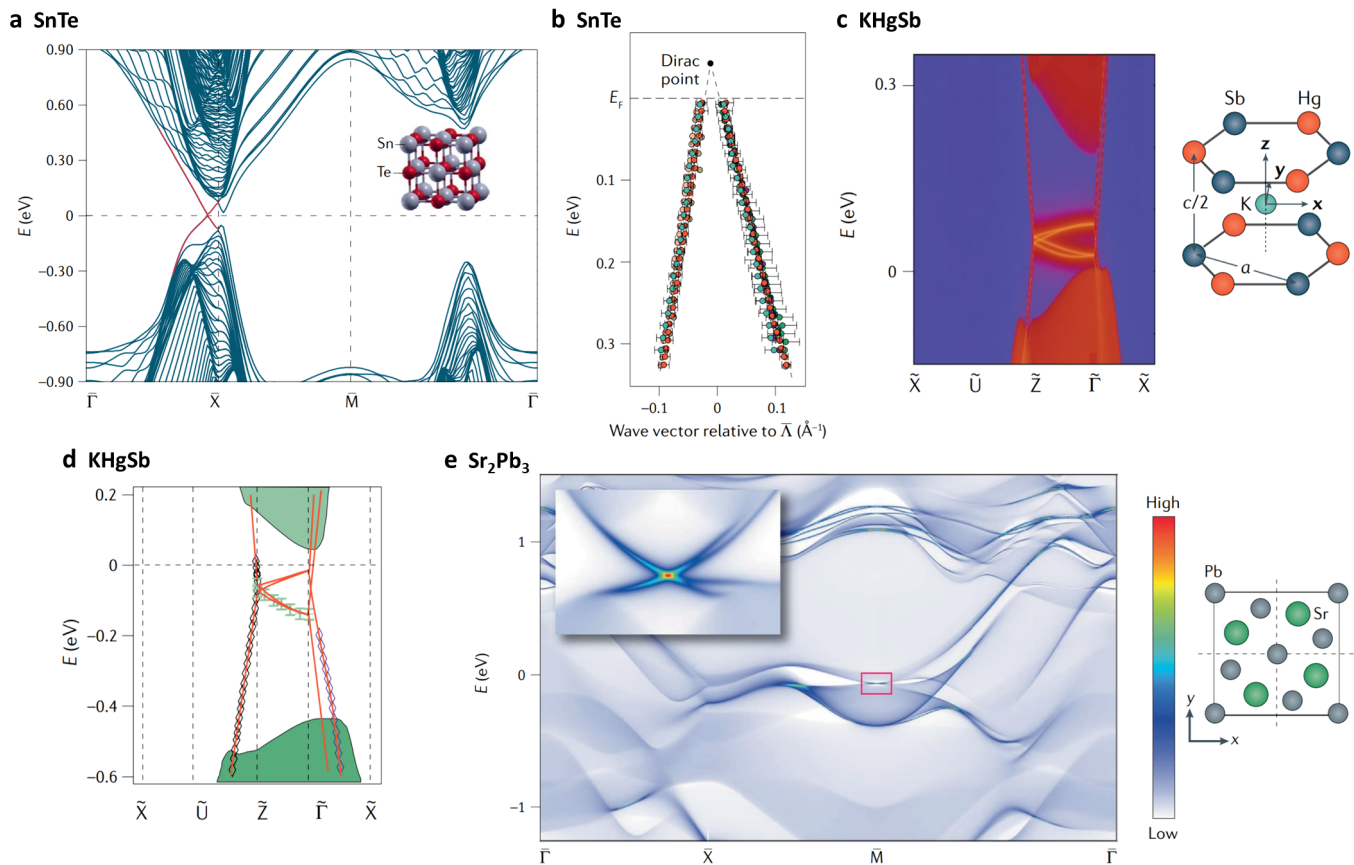 a SnTe
0.90
0.60
0.30
0
−0.30
−0.60
−0.90
E (eV)
Γ̄ X̄ M̄ Γ̄
Sn
Te
b SnTe
Dirac
point
E_F
0.1
0.2
0.3
E (eV)
−0.1 0 0.1
Wave vector relative to Λ̄ (Å⁻¹)
c KHgSb
0.3
0
E (eV)
X̃ Ũ Z̃ Γ̃ X̃
Sb Hg
z
y
K x
c/2
a
d KHgSb
0.2
0
−0.2
−0.4
−0.6
E (eV)
X̃ Ũ Z̃ Γ̃ X̃
e Sr₂Pb₃
1
0
−1
E (eV)
Γ̄ X̄ M̄ Γ̄
High
Low
Pb
Sr
y
x